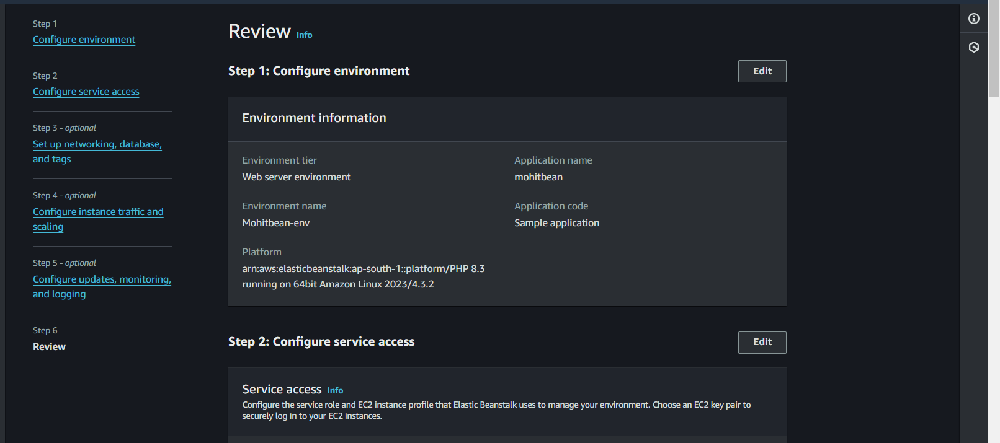 Step 1
Configure environment
Step 2
Configure service access
Step 3 - optional
Set up networking, database,
and tags
Step 4 - optional
Configure instance traffic and
scaling
Step 5 - optional
Configure updates, monitoring,
and logging
Step 6
Review
Review Info
Step 1: Configure environment
Edit
Environment information
Environment tier
Web server environment
Application name
mohitbean
Environment name
Mohitbean-env
Application code
Sample application
Platform
arn:aws:elasticbeanstalk:ap-south-1::platform/PHP 8.3
running on 64bit Amazon Linux 2023/4.3.2
Step 2: Configure service access
Edit
Service access Info
Configure the service role and EC2 instance profile that Elastic Beanstalk uses to manage your environment. Choose an EC2 key pair to
securely log in to your EC2 instances.